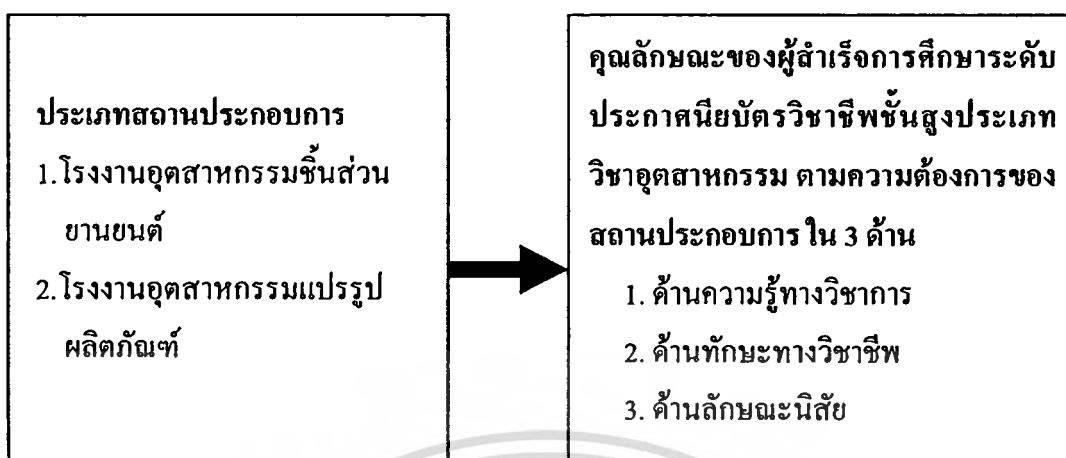 ประเภทสถานประกอบการ
1. โรงงานอุตสาหกรรมชิ้นส่วน
ยานยนต์
2. โรงงานอุตสาหกรรมแปรรูป
ผลิตภัณฑ์
คุณลักษณะของผู้สำเร็จการศึกษาระดับ
ประกาศนียบัตรวิชาชีพชั้นสูงประเภท
วิชาอุตสาหกรรม ตามความต้องการของ
สถานประกอบการ ใน 3 ด้าน
1. ด้านความรู้ทางวิชาการ
2. ด้านทักษะทางวิชาชีพ
3. ด้านลักษณะนิสัย